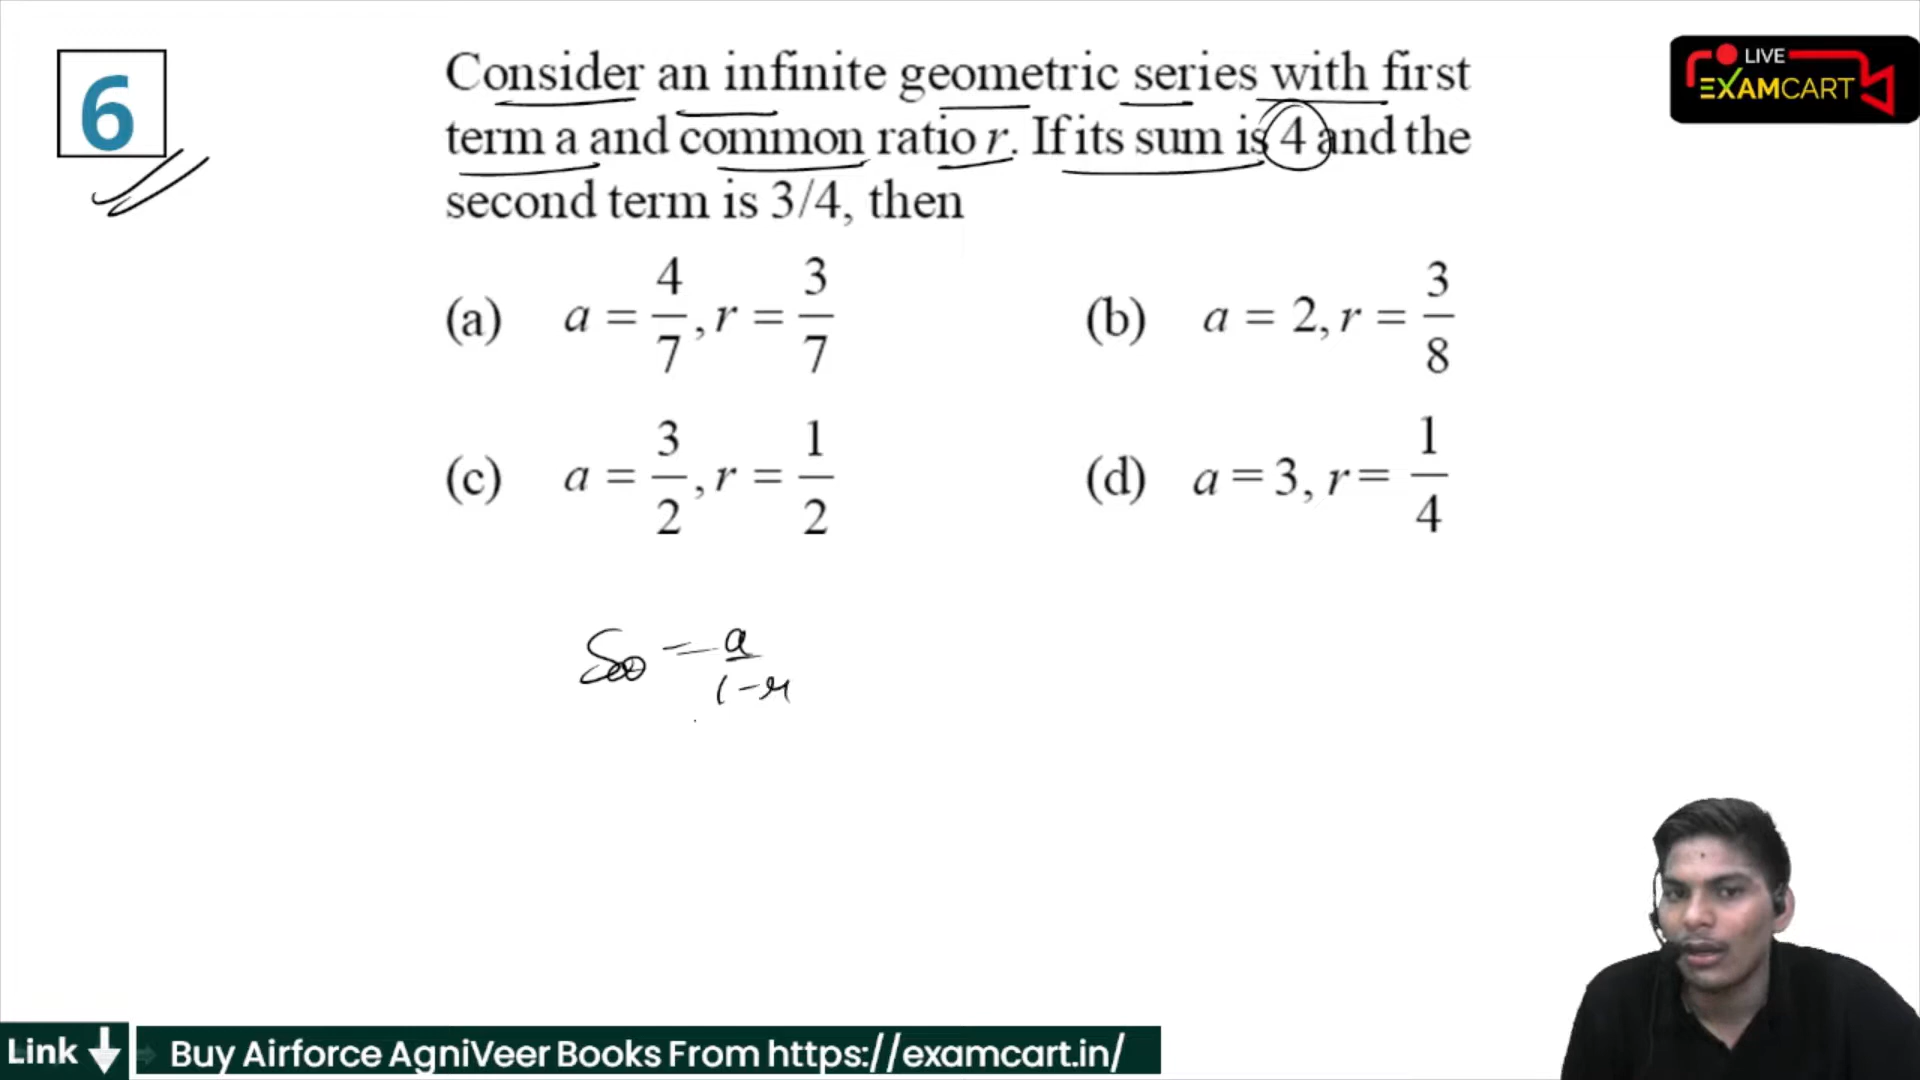 6
Consider an infinite geometric series with first
term a and common ratio r. If its sum is 4 and the
second term is 3/4, then
(a) a = 4/7, r = 3/7
(b) a = 2, r = 3/8
(c) a = 3/2, r = 1/2
(d) a = 3, r = 1/4
S∞ = a/1-r
LIVE
EXAMCART
Link
Buy Airforce AgniVeer Books From https://examcart.in/